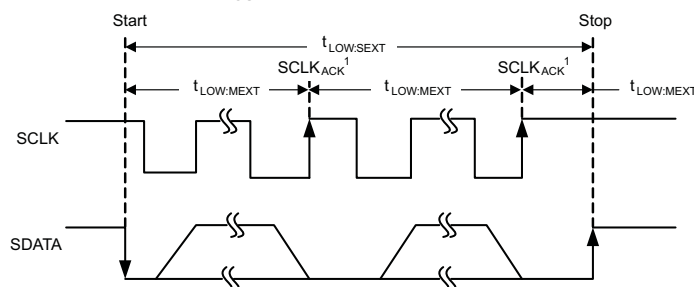 Start Stop
tLOW:SEXT
SCLKACK1 SCLKACK1
tLOW:MEXT tLOW:MEXT tLOW:MEXT
SCLK
SDATA